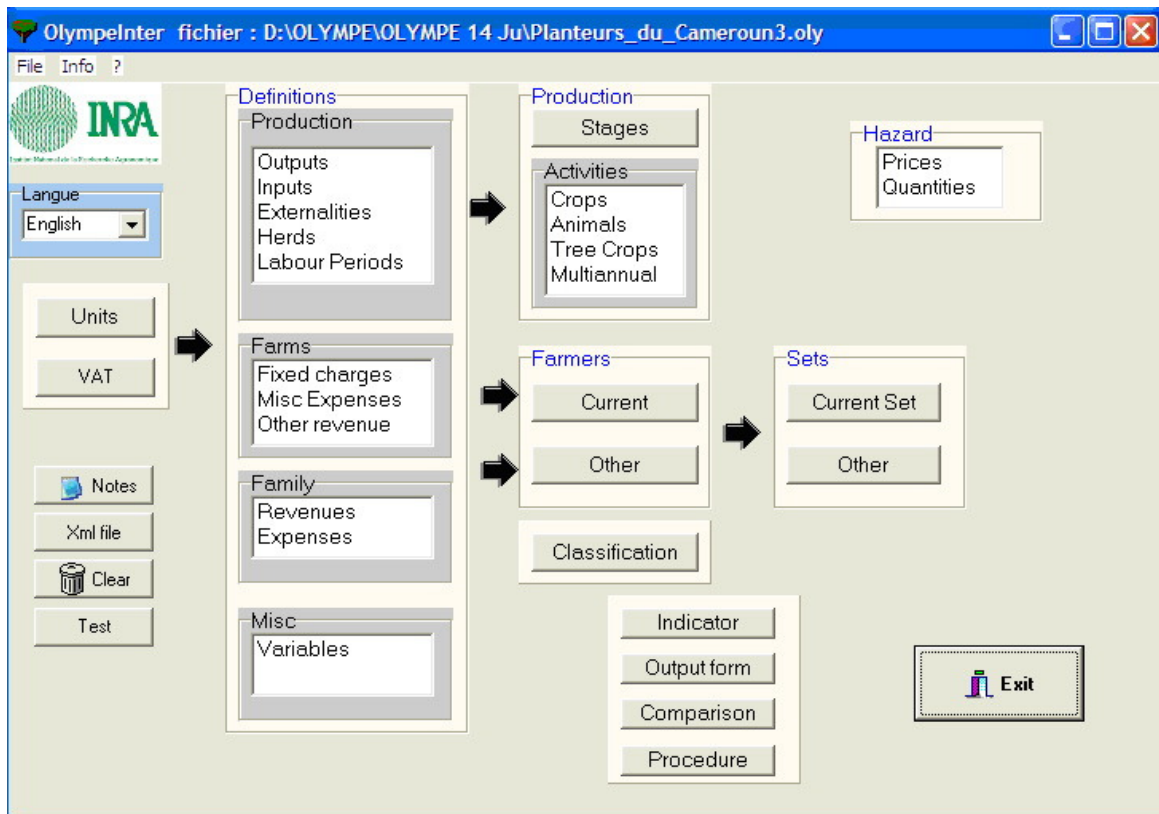 OlympeInter fichier : D:\OLYMPE\OLYMPE 14 Ju\Planteurs_du_Cameroun3.oly
File Info ?
INRA
Langue
English
Units
VAT
Notes
Xml file
Clear
Test
Definitions
Production
Outputs
Inputs
Externalities
Herds
Labour Periods
Farms
Fixed charges
Misc Expenses
Other revenue
Family
Revenues
Expenses
Misc
Variables
Production
Stages
Activities
Crops
Animals
Tree Crops
Multiannual
Farmers
Current
Other
Classification
Sets
Current Set
Other
Hazard
Prices
Quantities
Indicator
Output form
Comparison
Procedure
Exit